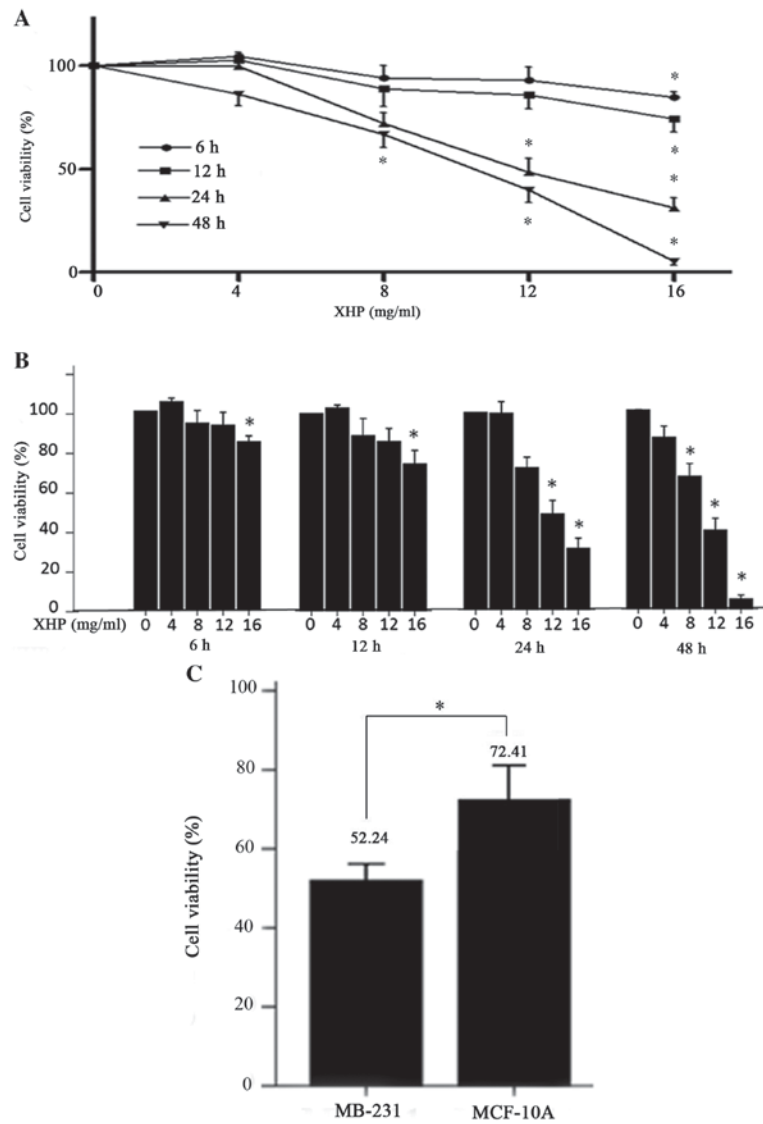 A
Cell viability (%)
100
50
0
6 h
12 h
24 h
48 h
*
*
*
*
*
*
*
0 4 8 12 16
XHP (mg/ml)
B
Cell viability (%)
100
80
60
40
20
0
*
*
*
*
*
*
*
XHP (mg/ml) 0 4 8 12 16 0 4 8 12 16 0 4 8 12 16 0 4 8 12 16
6 h 12 h 24 h 48 h
C
Cell viability (%)
100
80
60
40
20
0
*
52.24
72.41
MB-231 MCF-10A